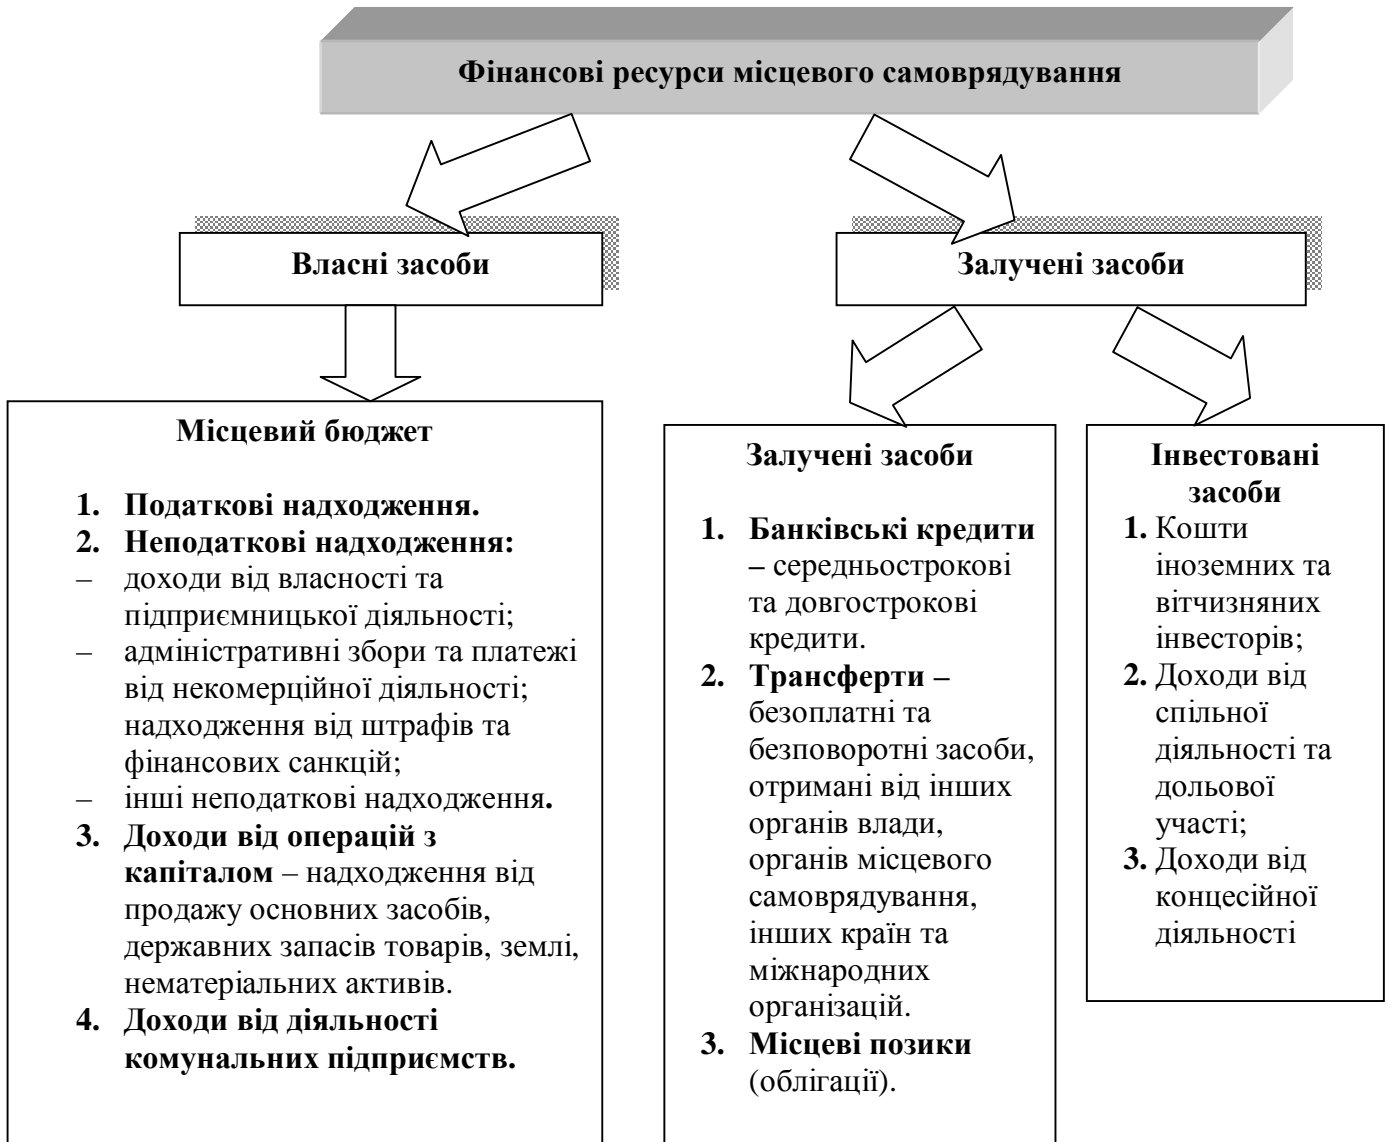 Фінансові ресурси місцевого самоврядування
Власні засоби
Залучені засоби
Місцевий бюджет
1. Податкові надходження.
2. Неподаткові надходження:
– доходи від власності та
підприємницької діяльності;
– адміністративні збори та платежі
від некомерційної діяльності;
надходження від штрафів та
фінансових санкцій;
– інші неподаткові надходження.
3. Доходи від операцій з
капіталом – надходження від
продажу основних засобів,
державних запасів товарів, землі,
нематеріальних активів.
4. Доходи від діяльності
комунальних підприємств.
Залучені засоби
1. Банківські кредити
– середньострокові
та довгострокові
кредити.
2. Трансферти –
безоплатні та
безповоротні засоби,
отримані від інших
органів влади,
органів місцевого
самоврядування,
інших країн та
міжнародних
організацій.
3. Місцеві позики
(облігації).
Інвестовані
засоби
1. Кошти
іноземних та
вітчизняних
інвесторів;
2. Доходи від
спільної
діяльності та
дольової
участі;
3. Доходи від
концесійної
діяльності